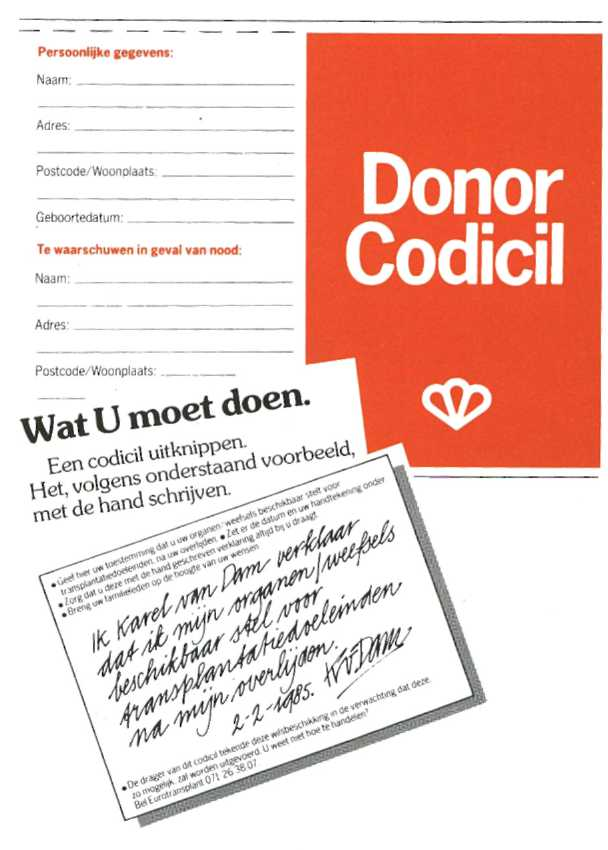 Persoonlijke gegevens:
Naam:
Adres:
Postcode/Woonplaats:
Geboortedatum:
Te waarschuwen in geval van nood:
Naam:
Adres:
Postcode/Woonplaats:
Donor
Codicil
Wat U moet doen.
Een codicil uitknippen.
Het, volgens onderstaand voorbeeld,
met de hand schrijven.
• Geef hier uw toestemming dat u uw organen/weefsels beschikbaar stelt voor
transplantatiedoeleinden, na uw overlijden. • Zet er de datum en uw handtekening onder
• Zorg dat u deze met de hand geschreven verklaring altijd bij u draagt.
• Breng uw familieleden op de hoogte van uw wensen
Ik Karel van Dam verklaar
dat ik mijn organen/weefsels
beschikbaar stel voor
transplantatiedoeleinden
na mijn overlijden.
2-2-1985. KvDam
• De drager van dit codicil tekende deze wilsbeschikking in de verwachting dat deze,
zo mogelijk, zal worden uitgevoerd. U weet niet hoe te handelen?
Bel Eurotransplant 071 26 38 07